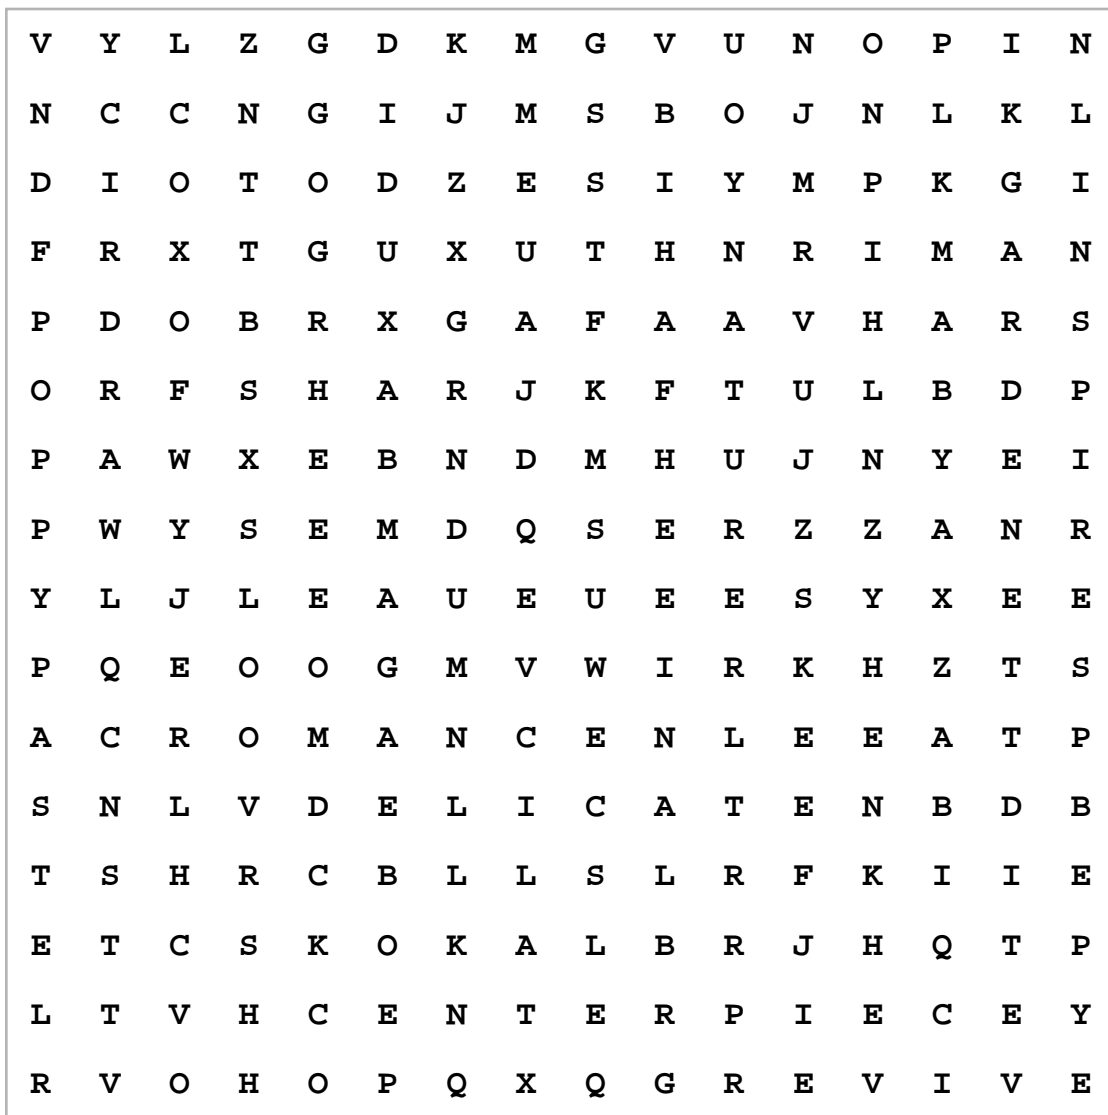 V Y L Z G D K M G V U N O P I N
N C C N G I J M S B O J N L K L
D I O T O D Z E S I Y M P K G I
F R X T G U X U T H N R I M A N
P D O B R X G A F A A V H A R S
O R F S H A R J K F T U L B D P
P A W X E B N D M H U J N Y E I
P W Y S E M D Q S E R Z Z A N R
Y L J L E A U E U E E S Y X E E
P Q E O O G M V W I R K H Z T S
A C R O M A N C E N L E E A T P
S N L V D E L I C A T E N B D B
T S H R C B L L S L R F K I I E
E T C S K O K A L B R J H Q T P
L T V H C E N T E R P I E C E Y
R V O H O P Q X Q G R E V I V E